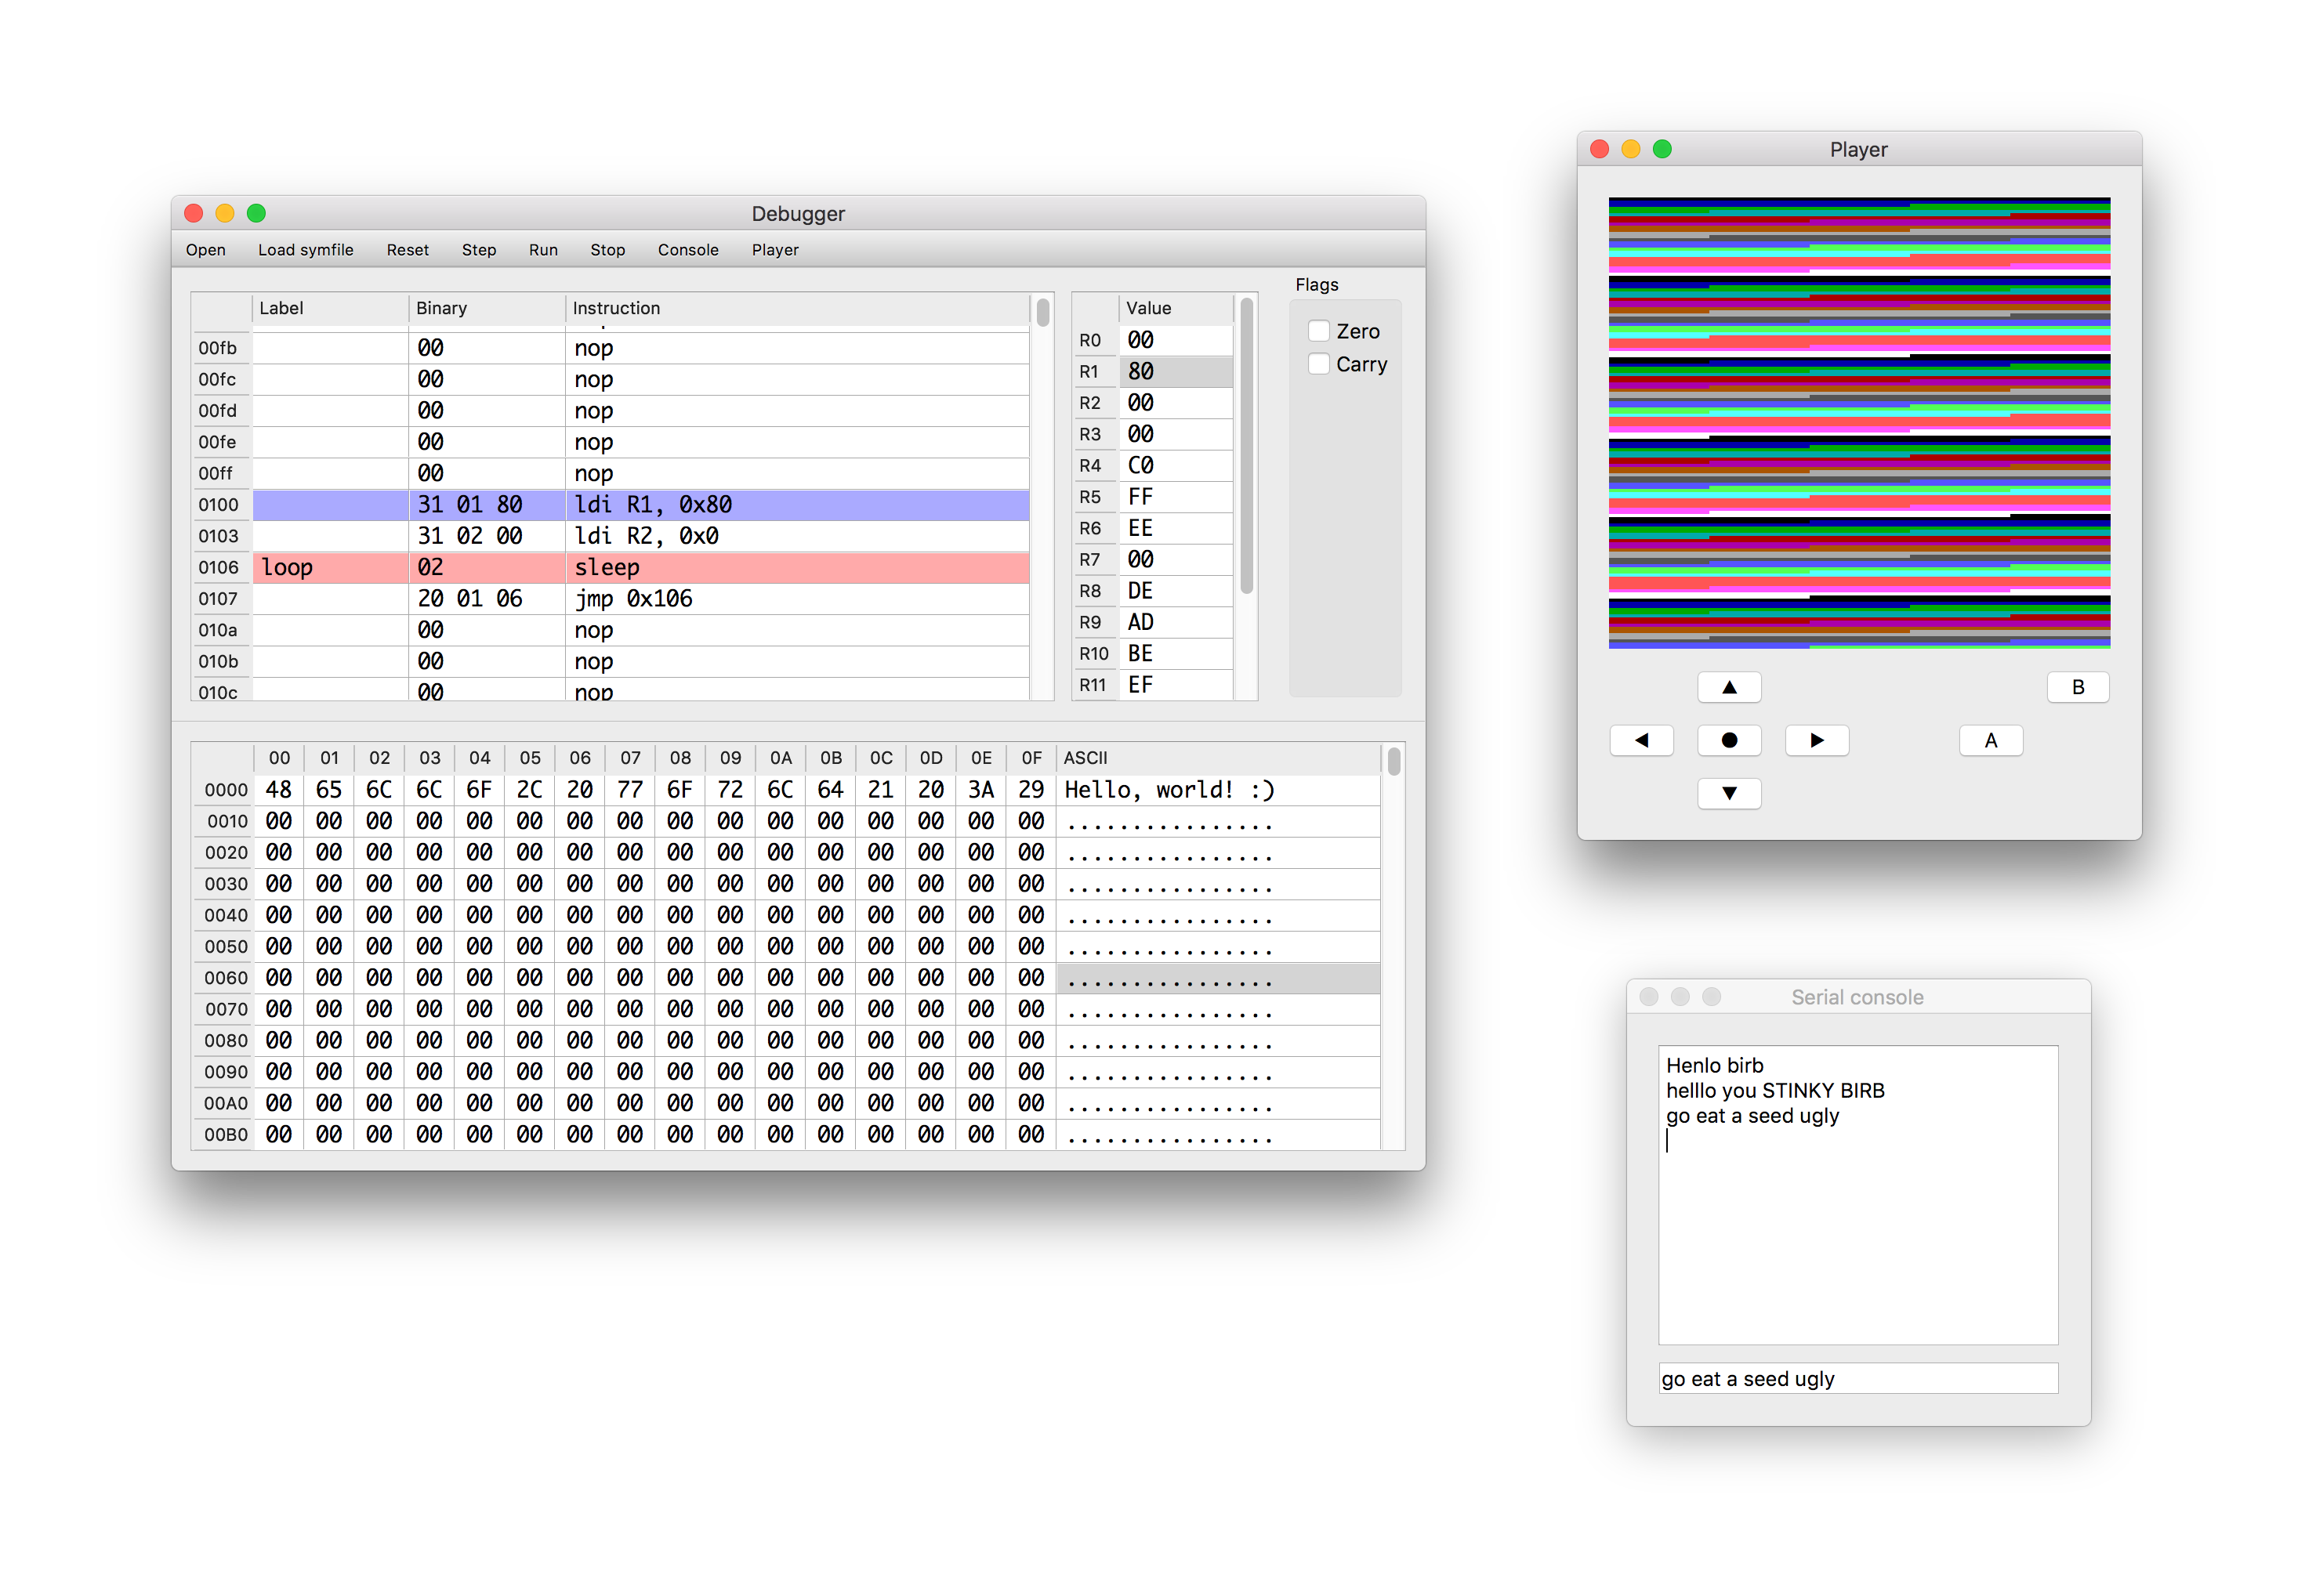 Debugger
Open Load symfile Reset Step Run Stop Console Player
Label Binary Instruction
00fb 00 nop
00fc 00 nop
00fd 00 nop
00fe 00 nop
00ff 00 nop
0100 31 01 80 ldi R1, 0x80
0103 31 02 00 ldi R2, 0x0
0106 loop 02 sleep
0107 20 01 06 jmp 0x106
010a 00 nop
010b 00 nop
010c 00 nop
Value
R0 00
R1 80
R2 00
R3 00
R4 C0
R5 FF
R6 EE
R7 00
R8 DE
R9 AD
R10 BE
R11 EF
Flags
Zero
Carry
00 01 02 03 04 05 06 07 08 09 0A 0B 0C 0D 0E 0F ASCII
0000 48 65 6C 6C 6F 2C 20 77 6F 72 6C 64 21 20 3A 29 Hello, world! :)
0010 00 00 00 00 00 00 00 00 00 00 00 00 00 00 00 00 ................
0020 00 00 00 00 00 00 00 00 00 00 00 00 00 00 00 00 ................
0030 00 00 00 00 00 00 00 00 00 00 00 00 00 00 00 00 ................
0040 00 00 00 00 00 00 00 00 00 00 00 00 00 00 00 00 ................
0050 00 00 00 00 00 00 00 00 00 00 00 00 00 00 00 00 ................
0060 00 00 00 00 00 00 00 00 00 00 00 00 00 00 00 00 ................
0070 00 00 00 00 00 00 00 00 00 00 00 00 00 00 00 00 ................
0080 00 00 00 00 00 00 00 00 00 00 00 00 00 00 00 00 ................
0090 00 00 00 00 00 00 00 00 00 00 00 00 00 00 00 00 ................
00A0 00 00 00 00 00 00 00 00 00 00 00 00 00 00 00 00 ................
00B0 00 00 00 00 00 00 00 00 00 00 00 00 00 00 00 00 ................
Player
B
A
Serial console
Henlo birb
helllo you STINKY BIRB
go eat a seed ugly
go eat a seed ugly